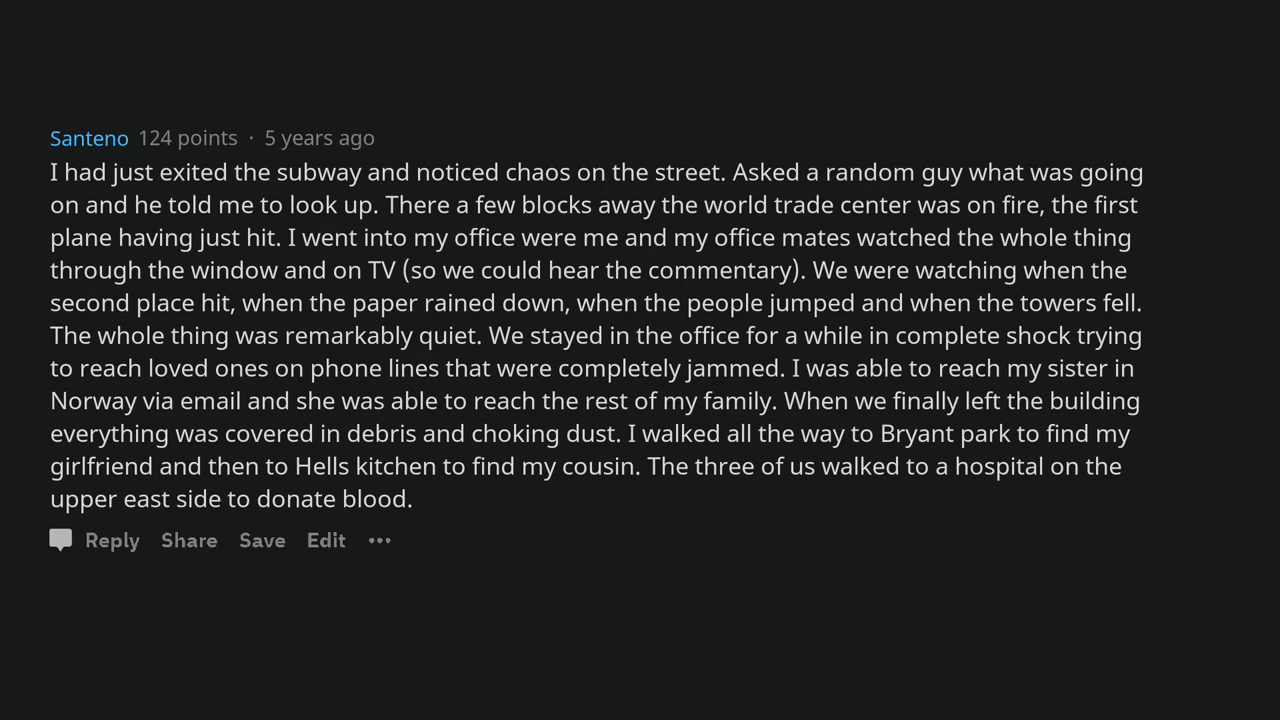 Santeno 124 points · 5 years ago
I had just exited the subway and noticed chaos on the street. Asked a random guy what was going
on and he told me to look up. There a few blocks away the world trade center was on fire, the first
plane having just hit. I went into my office were me and my office mates watched the whole thing
through the window and on TV (so we could hear the commentary). We were watching when the
second place hit, when the paper rained down, when the people jumped and when the towers fell.
The whole thing was remarkably quiet. We stayed in the office for a while in complete shock trying
to reach loved ones on phone lines that were completely jammed. I was able to reach my sister in
Norway via email and she was able to reach the rest of my family. When we finally left the building
everything was covered in debris and choking dust. I walked all the way to Bryant park to find my
girlfriend and then to Hells kitchen to find my cousin. The three of us walked to a hospital on the
upper east side to donate blood.
Reply Share Save Edit •••